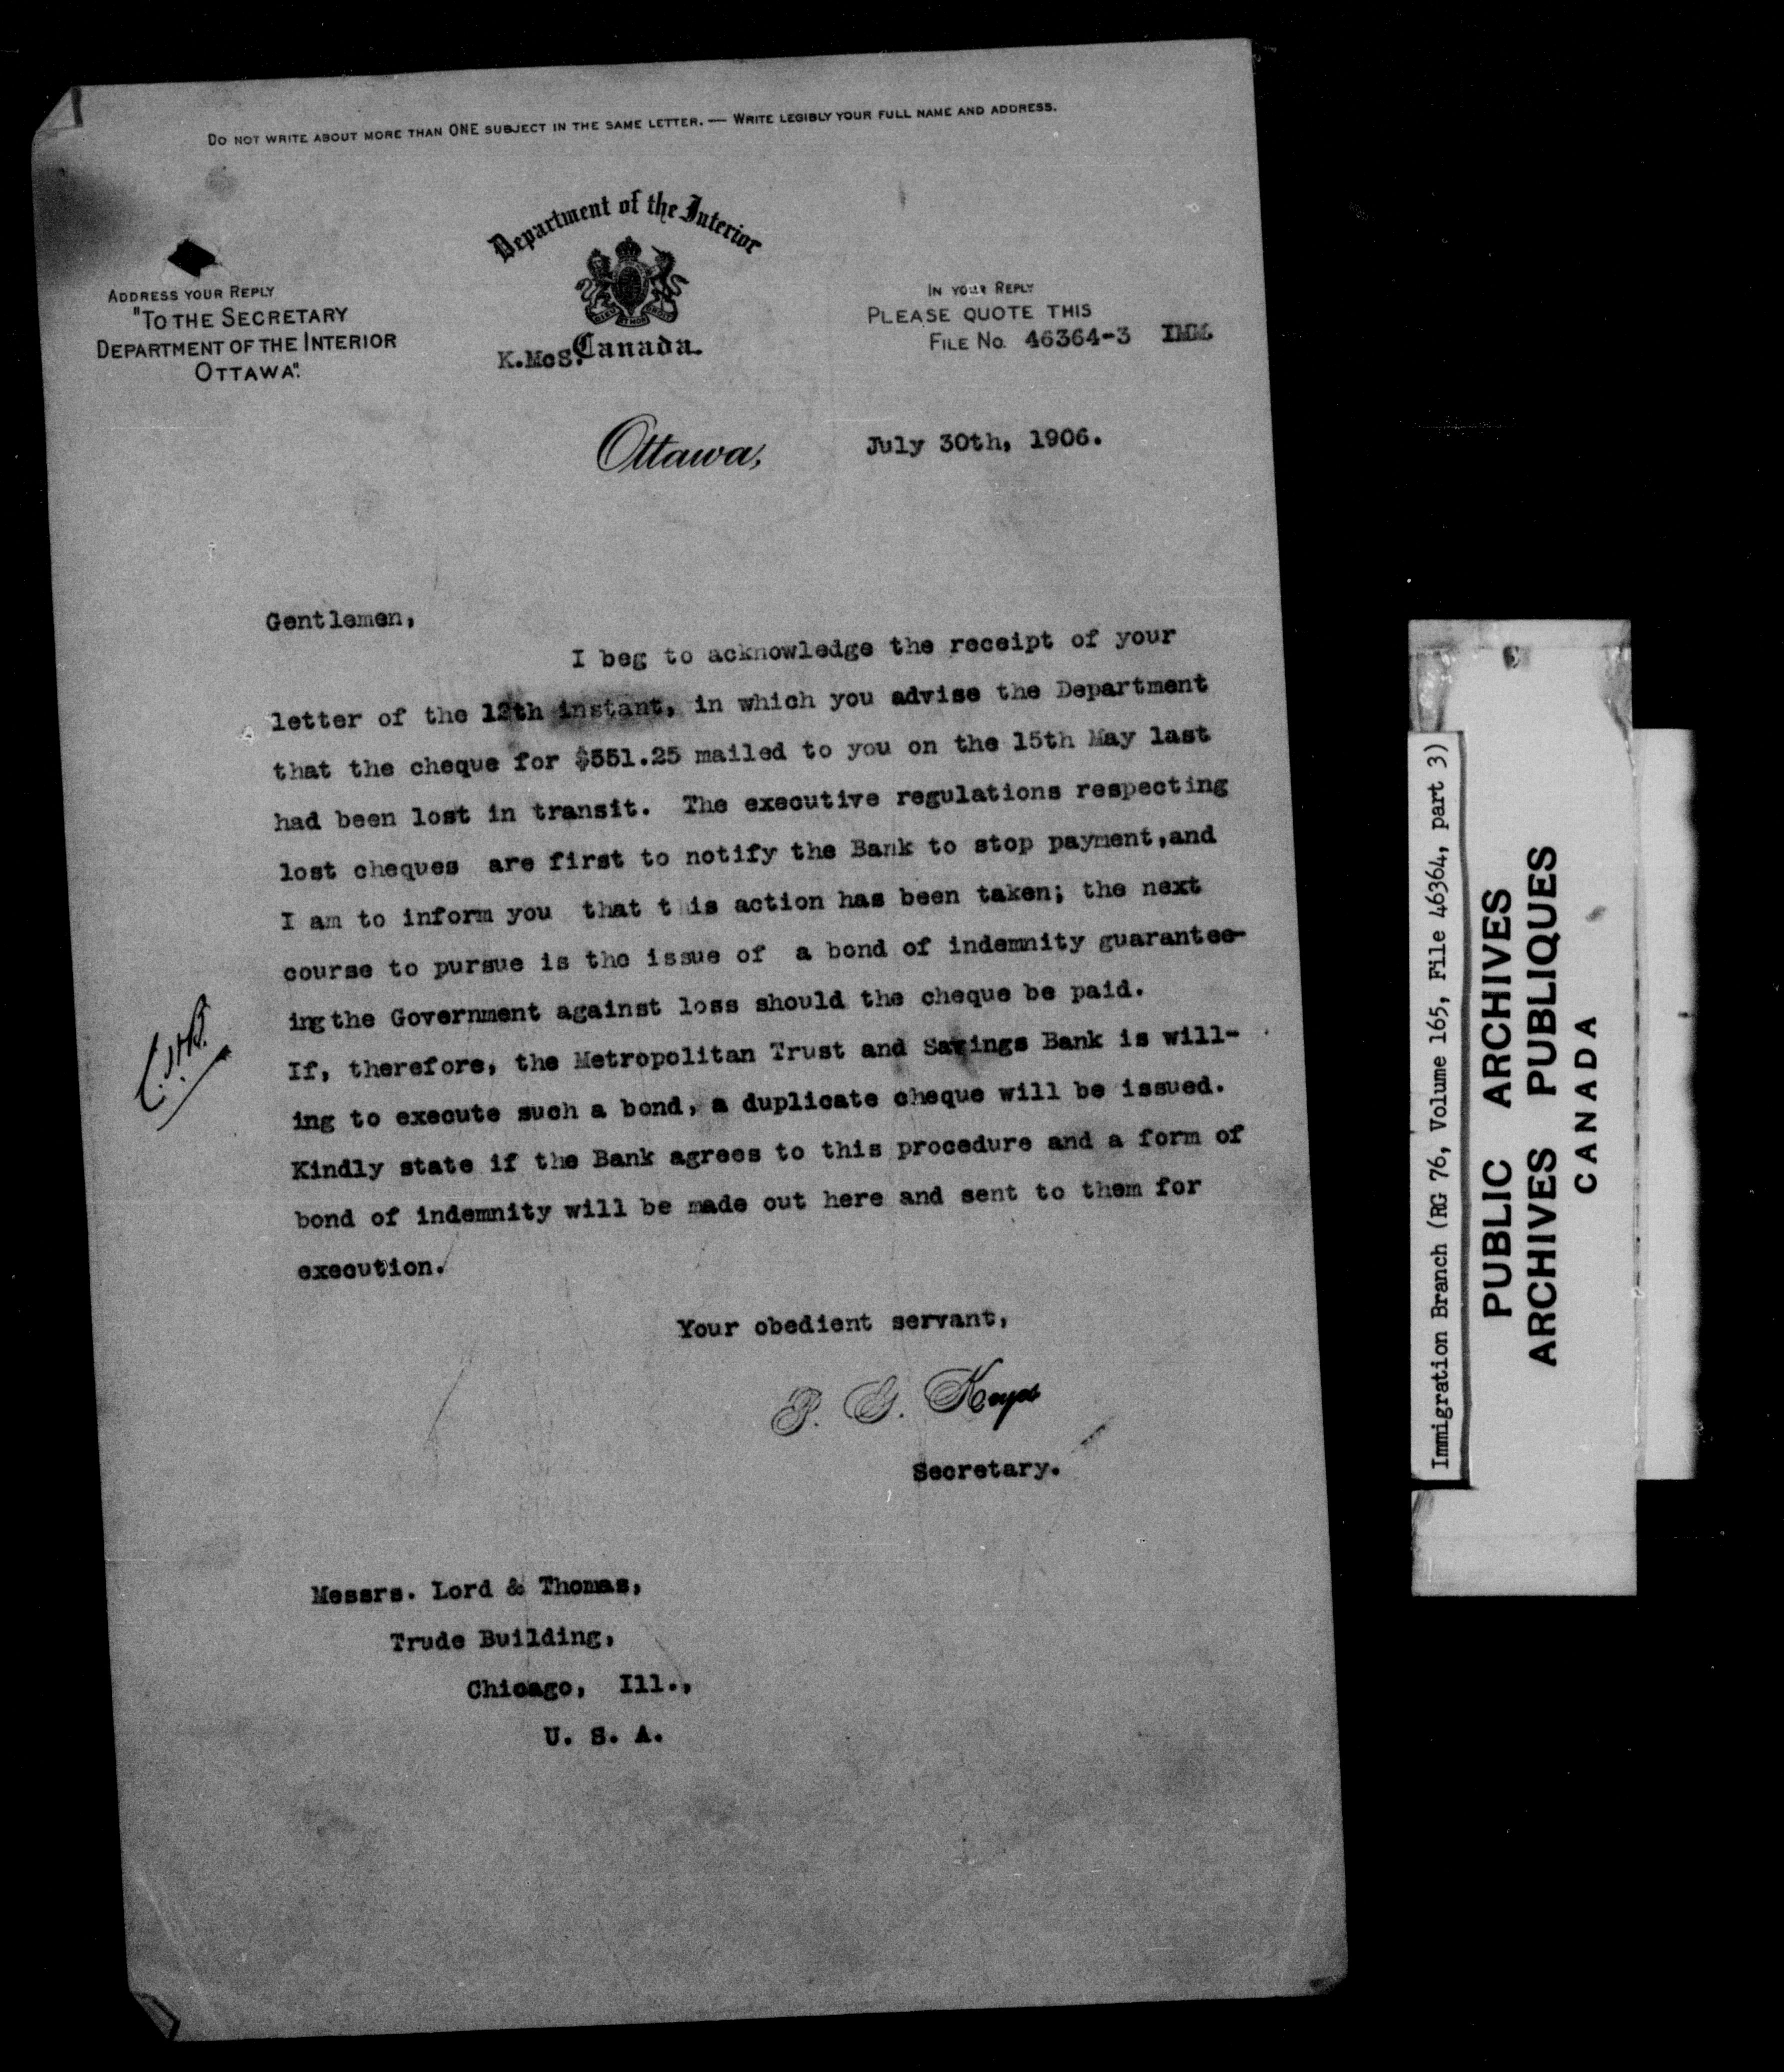 DO NOT WRITE ABOUT MORE THAN ONE SUBJECT IN THE SAME LETTER. — WRITE LEGIBLY YOUR FULL NAME AND ADDRESS.
Department of the Interior
Canada.
K.McS.
ADDRESS YOUR REPLY
"TO THE SECRETARY
DEPARTMENT OF THE INTERIOR
OTTAWA".
IN YOUR REPLY
PLEASE QUOTE THIS
FILE No. 46364-3 IMM.
Ottawa, July 30th, 1906.
Gentlemen,
I beg to acknowledge the receipt of your
letter of the 12th instant, in which you advise the Department
that the cheque for $551.25 mailed to you on the 15th May last
had been lost in transit. The executive regulations respecting
lost cheques are first to notify the Bank to stop payment,and
I am to inform you that t is action has been taken; the next
course to pursue is the issue of a bond of indemnity guarantee-
ing the Government against loss should the cheque be paid.
If, therefore, the Metropolitan Trust and Savings Bank is will-
ing to execute such a bond, a duplicate cheque will be issued.
Kindly state if the Bank agrees to this procedure and a form of
bond of indemnity will be made out here and sent to them for
execution.
Your obedient servant,
P. G. Keyes
Secretary.
Messrs. Lord & Thomas,
Trude Building,
Chicago, Ill.,
U. S. A.
Immigration Branch (RG 76, Volume 165, File 46364, part 3)
PUBLIC ARCHIVES
ARCHIVES PUBLIQUES
CANADA